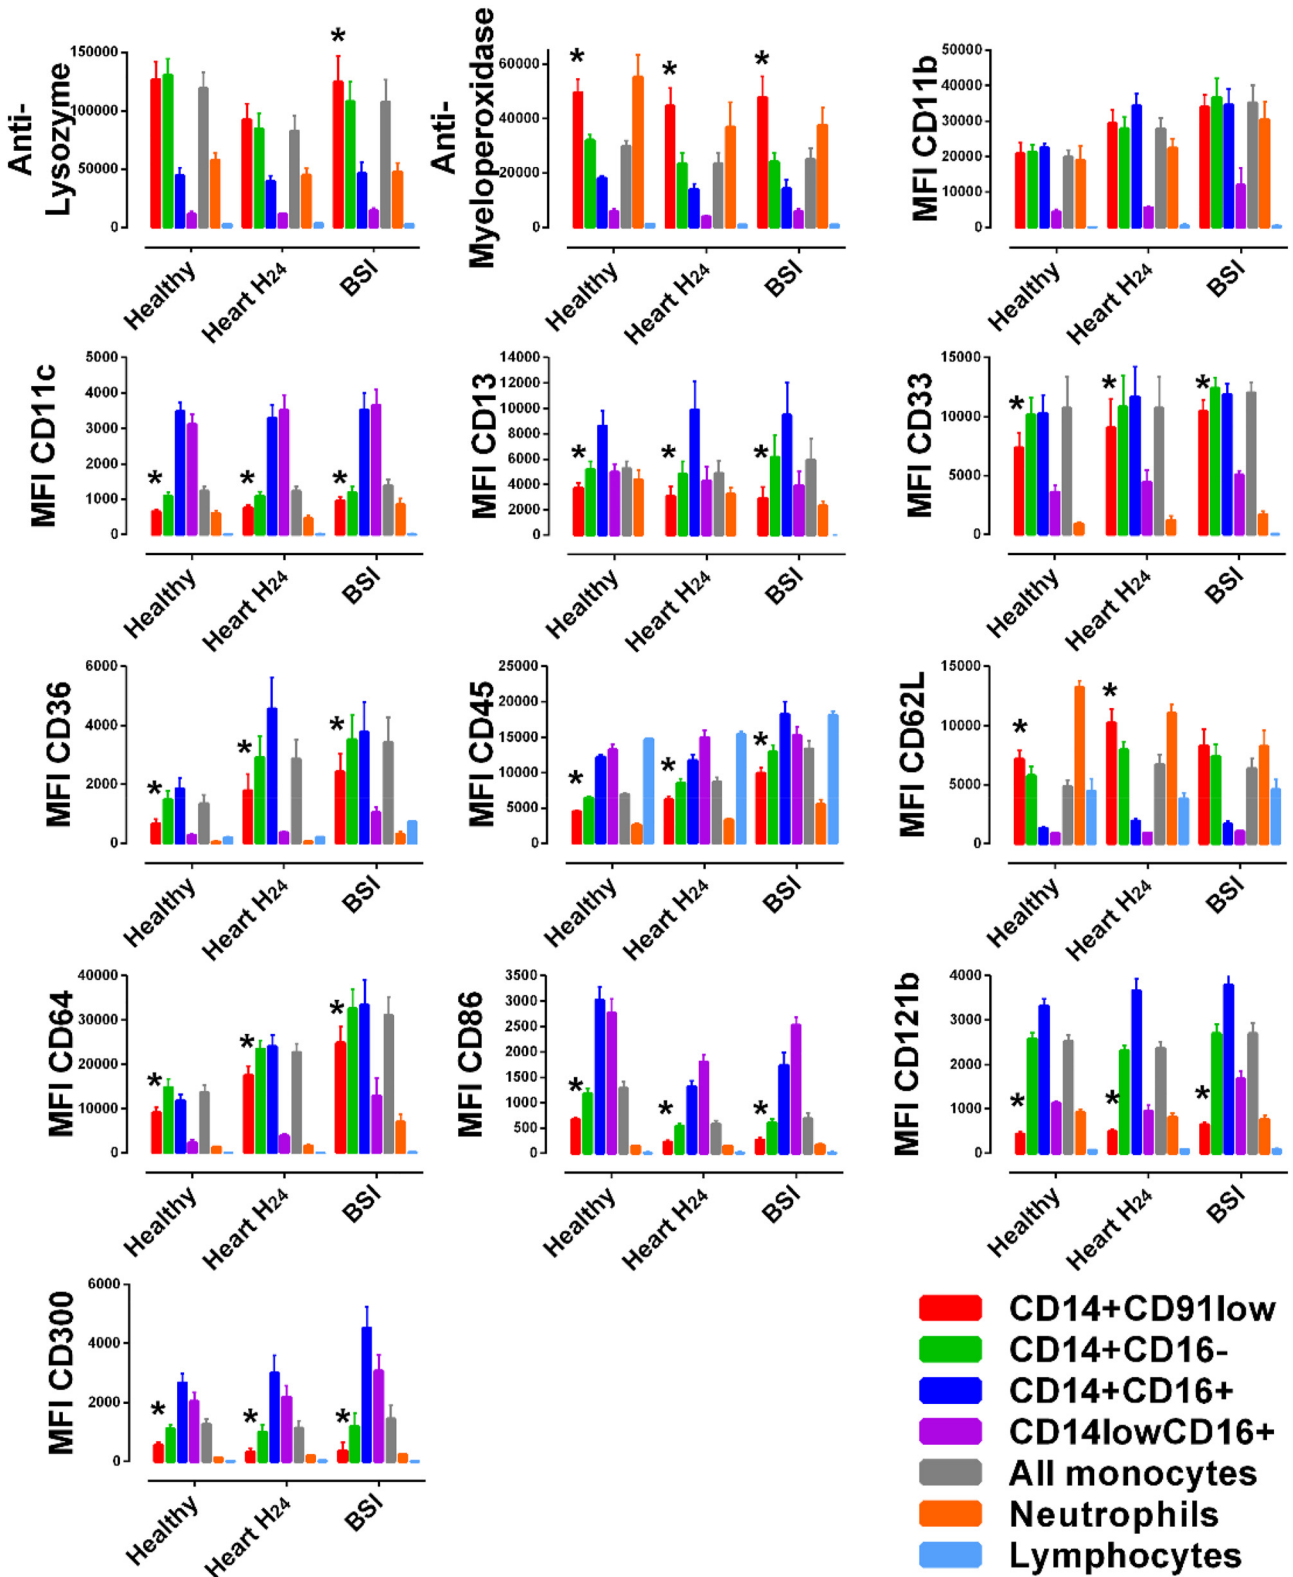 Anti-
Lysozyme
150000
100000
50000
0
*
Healthy
Heart H24
BSI
Anti-
Myeloperoxidase
60000
40000
20000
0
*
*
*
Healthy
Heart H24
BSI
MFI CD11b
50000
40000
30000
20000
10000
0
Healthy
Heart H24
BSI
MFI CD11c
5000
4000
3000
2000
1000
0
*
*
*
Healthy
Heart H24
BSI
MFI CD13
14000
12000
10000
8000
6000
4000
2000
0
*
*
*
Healthy
Heart H24
BSI
MFI CD33
15000
10000
5000
0
*
*
*
Healthy
Heart H24
BSI
MFI CD36
6000
4000
2000
0
*
*
*
Healthy
Heart H24
BSI
MFI CD45
25000
20000
15000
10000
5000
0
*
*
*
Healthy
Heart H24
BSI
MFI CD62L
15000
10000
5000
0
*
*
Healthy
Heart H24
BSI
MFI CD64
40000
30000
20000
10000
0
*
*
*
Healthy
Heart H24
BSI
MFI CD86
3500
3000
2500
2000
1500
1000
500
0
*
*
*
Healthy
Heart H24
BSI
MFI CD121b
4000
3000
2000
1000
0
*
*
*
Healthy
Heart H24
BSI
MFI CD300
6000
4000
2000
0
*
*
*
Healthy
Heart H24
BSI
CD14+CD91low
CD14+CD16-
CD14+CD16+
CD14lowCD16+
All monocytes
Neutrophils
Lymphocytes